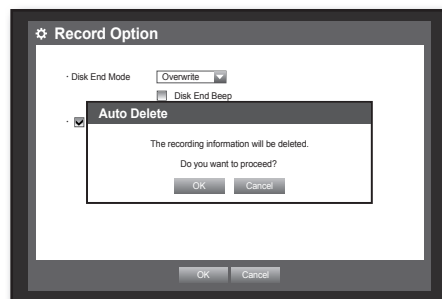 Record Option
· Disk End Mode Overwrite
Disk End Beep
·
Auto Delete
The recording information will be deleted.
Do you want to proceed?
OK Cancel
OK Cancel